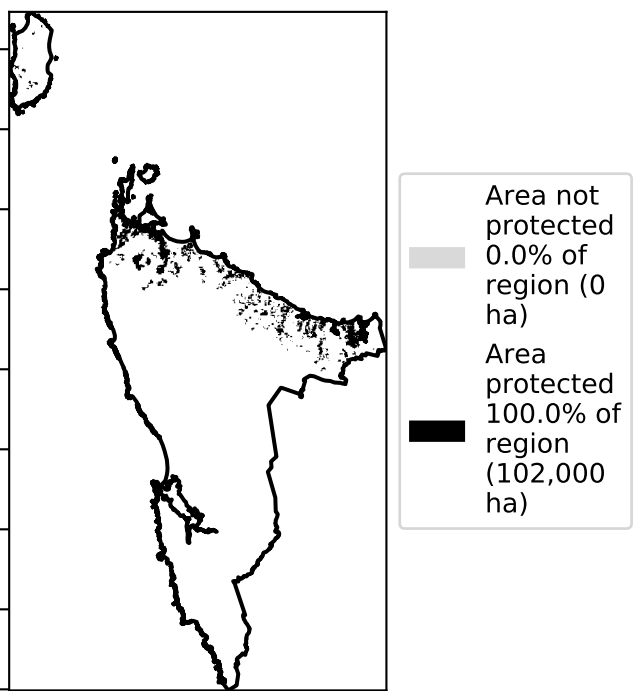 Area not
protected
0.0% of
region (0
ha)
Area
protected
100.0% of
region
(102,000
ha)